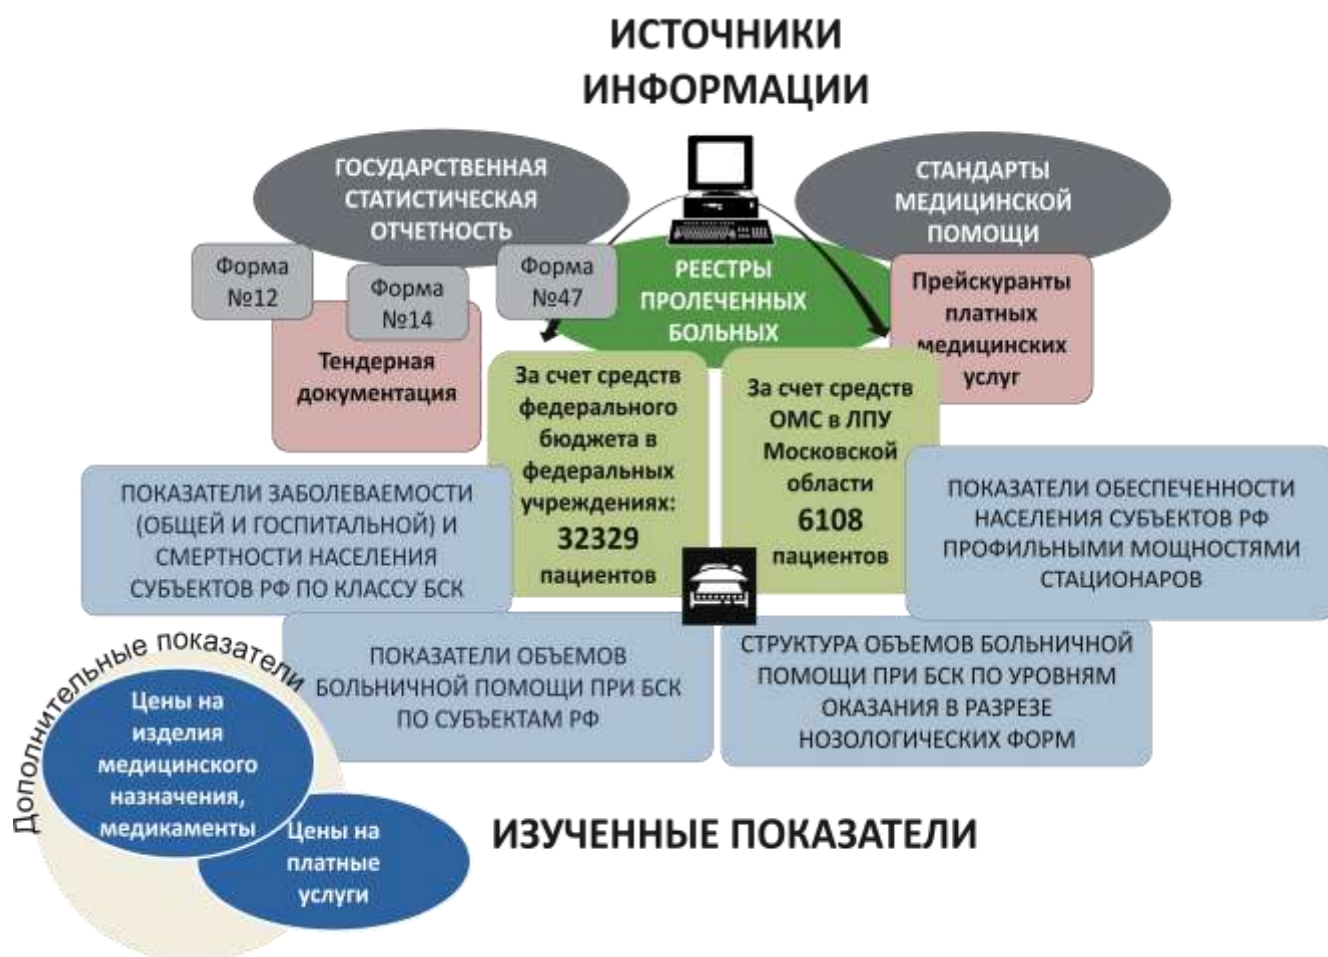 ИСТОЧНИКИ
ИНФОРМАЦИИ
ГОСУДАРСТВЕННАЯ
СТАТИСТИЧЕСКАЯ
ОТЧЕТНОСТЬ
СТАНДАРТЫ
МЕДИЦИНСКОЙ
ПОМОЩИ
Форма
№12
Форма
№14
Форма
№47
РЕЕСТРЫ
ПРОЛЕЧЕННЫХ
БОЛЬНЫХ
Прейскуранты
платных
медицинских
услуг
Тендерная
документация
За счет средств
федерального
бюджета в
федеральных
учреждениях:
32329
пациентов
За счет средств
ОМС в ЛПУ
Московской
области
6108
пациентов
ПОКАЗАТЕЛИ ЗАБОЛЕВАЕМОСТИ
(ОБЩЕЙ И ГОСПИТАЛЬНОЙ) И
СМЕРТНОСТИ НАСЕЛЕНИЯ
СУБЪЕКТОВ РФ ПО КЛАССУ БСК
ПОКАЗАТЕЛИ ОБЕСПЕЧЕННОСТИ
НАСЕЛЕНИЯ СУБЪЕКТОВ РФ
ПРОФИЛЬНЫМИ МОЩНОСТЯМИ
СТАЦИОНАРОВ
ПОКАЗАТЕЛИ ОБЪЕМОВ
БОЛЬНИЧНОЙ ПОМОЩИ ПРИ БСК
ПО СУБЪЕКТАМ РФ
СТРУКТУРА ОБЪЕМОВ БОЛЬНИЧНОЙ
ПОМОЩИ ПРИ БСК ПО УРОВНЯМ
ОКАЗАНИЯ В РАЗРЕЗЕ
НОЗОЛОГИЧЕСКИХ ФОРМ
Дополнительные показатели
Цены на
изделия
медицинского
назначения,
медикаменты
Цены на
платные
услуги
ИЗУЧЕННЫЕ ПОКАЗАТЕЛИ